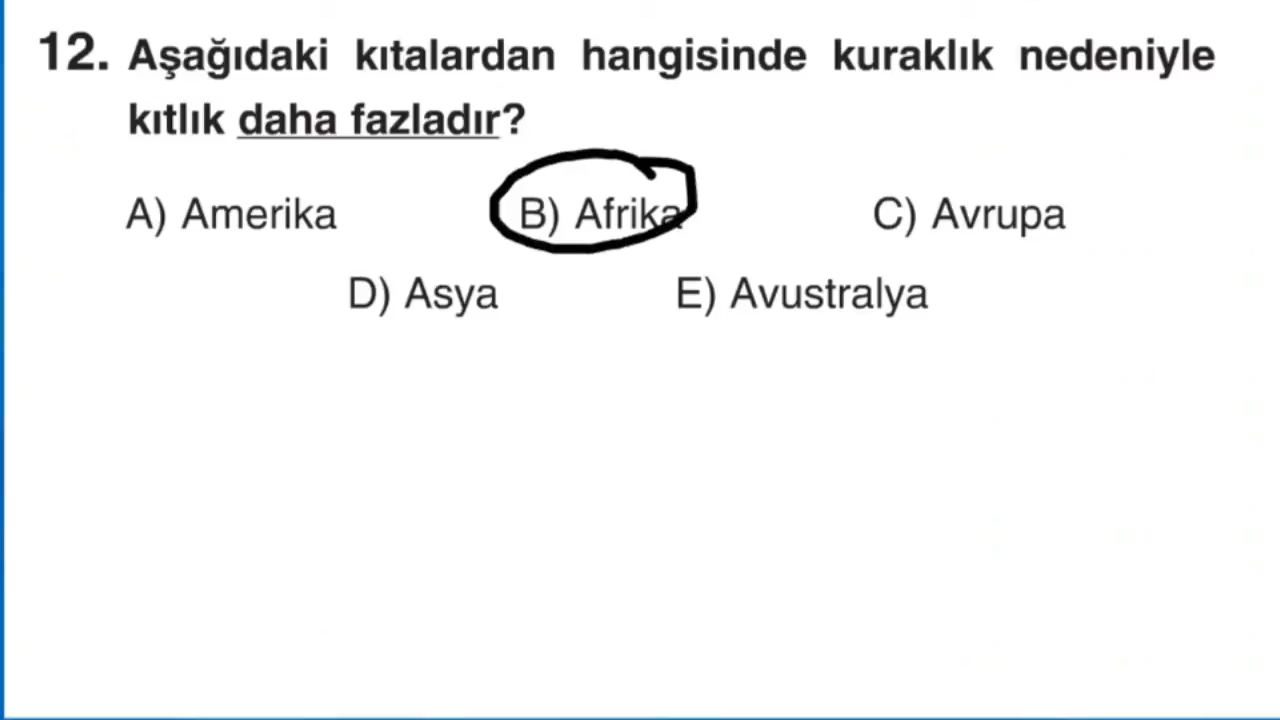 12. Aşağıdaki kıtalardan hangisinde kuraklık nedeniyle
kıtlık daha fazladır?
A) Amerika B) Afrika C) Avrupa
D) Asya E) Avustralya